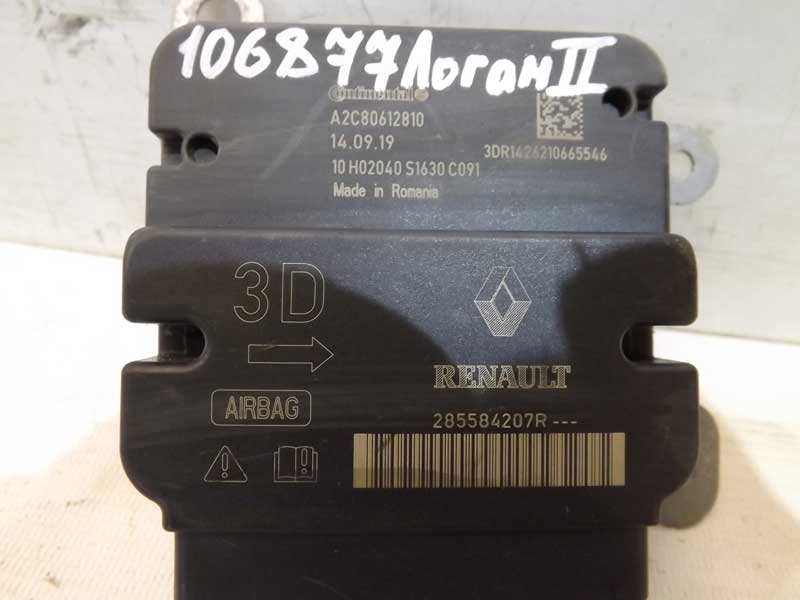 106877 Логан II
Continental
A2C80612810
14.09.19
3DR1426210665546
10 H02040 S1630 C091
Made in Romania
3D
RENAULT
AIRBAG
285584207R ---